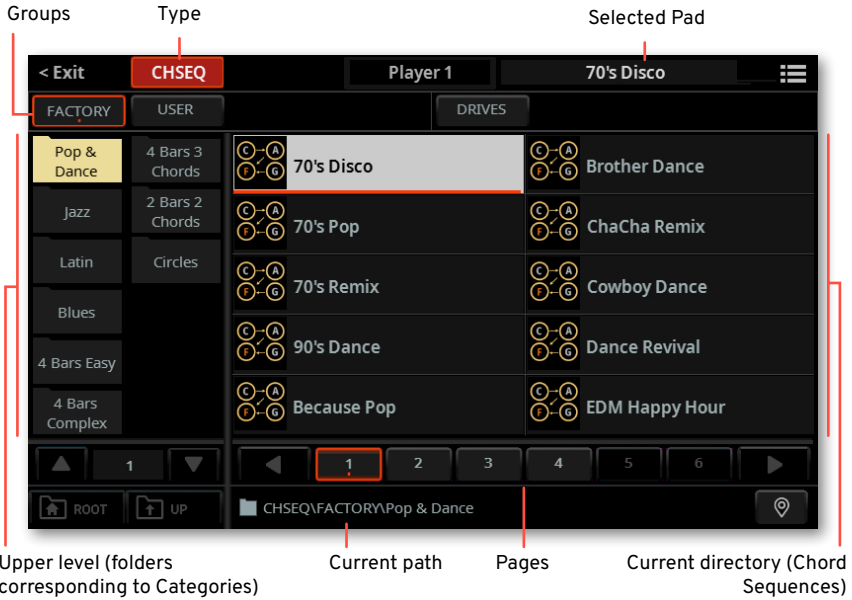 Groups
Type
Selected Pad
< Exit
CHSEQ
Player 1
70's Disco
FACTORY
USER
DRIVES
Pop &
Dance
4 Bars 3
Chords
Jazz
2 Bars 2
Chords
Latin
Circles
Blues
4 Bars Easy
4 Bars
Complex
C A
F G
70's Disco
C A
F G
Brother Dance
C A
F G
70's Pop
C A
F G
ChaCha Remix
C A
F G
70's Remix
C A
F G
Cowboy Dance
C A
F G
90's Dance
C A
F G
Dance Revival
C A
F G
Because Pop
C A
F G
EDM Happy Hour
1
1 2 3 4 5 6
ROOT
UP
CHSEQ\FACTORY\Pop & Dance
Upper level (folders
corresponding to Categories)
Current path
Pages
Current directory (Chord
Sequences)